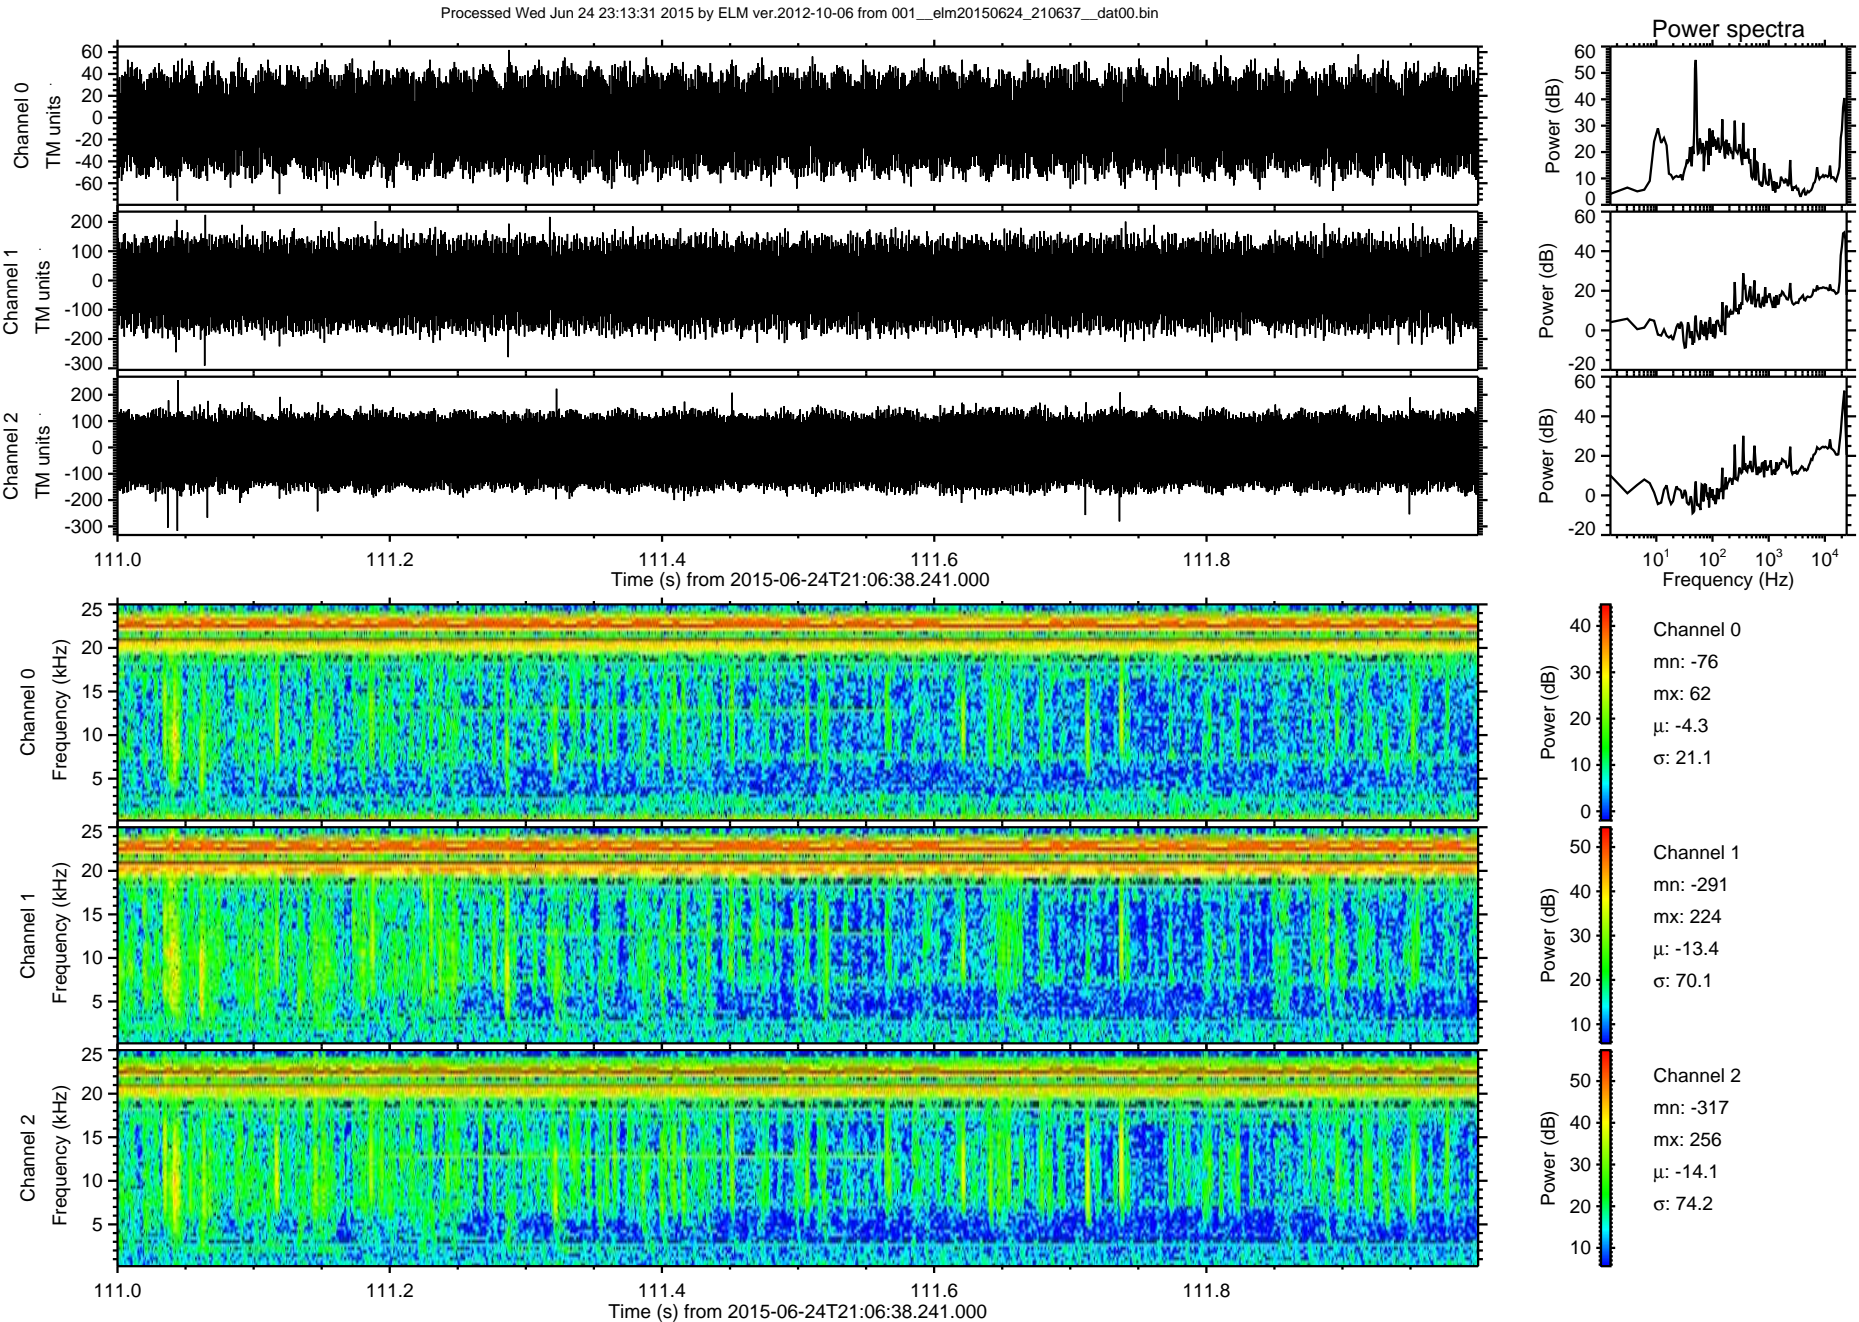 Processed Wed Jun 24 23:13:31 2015 by ELM ver.2012-10-06 from 001__elm20150624_210637__dat00.bin
Power spectra
Channel 0
TM units
60
40
20
0
-20
-40
-60
Power (dB)
60
50
40
30
20
10
0
Channel 1
TM units
200
100
0
-100
-200
-300
Power (dB)
60
40
20
0
-20
Channel 2
TM units
200
100
0
-100
-200
-300
Power (dB)
60
40
20
0
-20
111.0 111.2 111.4 111.6 111.8
Time (s) from 2015-06-24T21:06:38.241.000
10¹ 10² 10³ 10⁴
Frequency (Hz)
Channel 0
Frequency (kHz)
25
20
15
10
5
Power (dB)
40
30
20
10
0
Channel 0
mn: -76
mx: 62
μ: -4.3
σ: 21.1
Channel 1
Frequency (kHz)
25
20
15
10
5
Power (dB)
50
40
30
20
10
Channel 1
mn: -291
mx: 224
μ: -13.4
σ: 70.1
Channel 2
Frequency (kHz)
25
20
15
10
5
Power (dB)
50
40
30
20
10
Channel 2
mn: -317
mx: 256
μ: -14.1
σ: 74.2
111.0 111.2 111.4 111.6 111.8
Time (s) from 2015-06-24T21:06:38.241.000